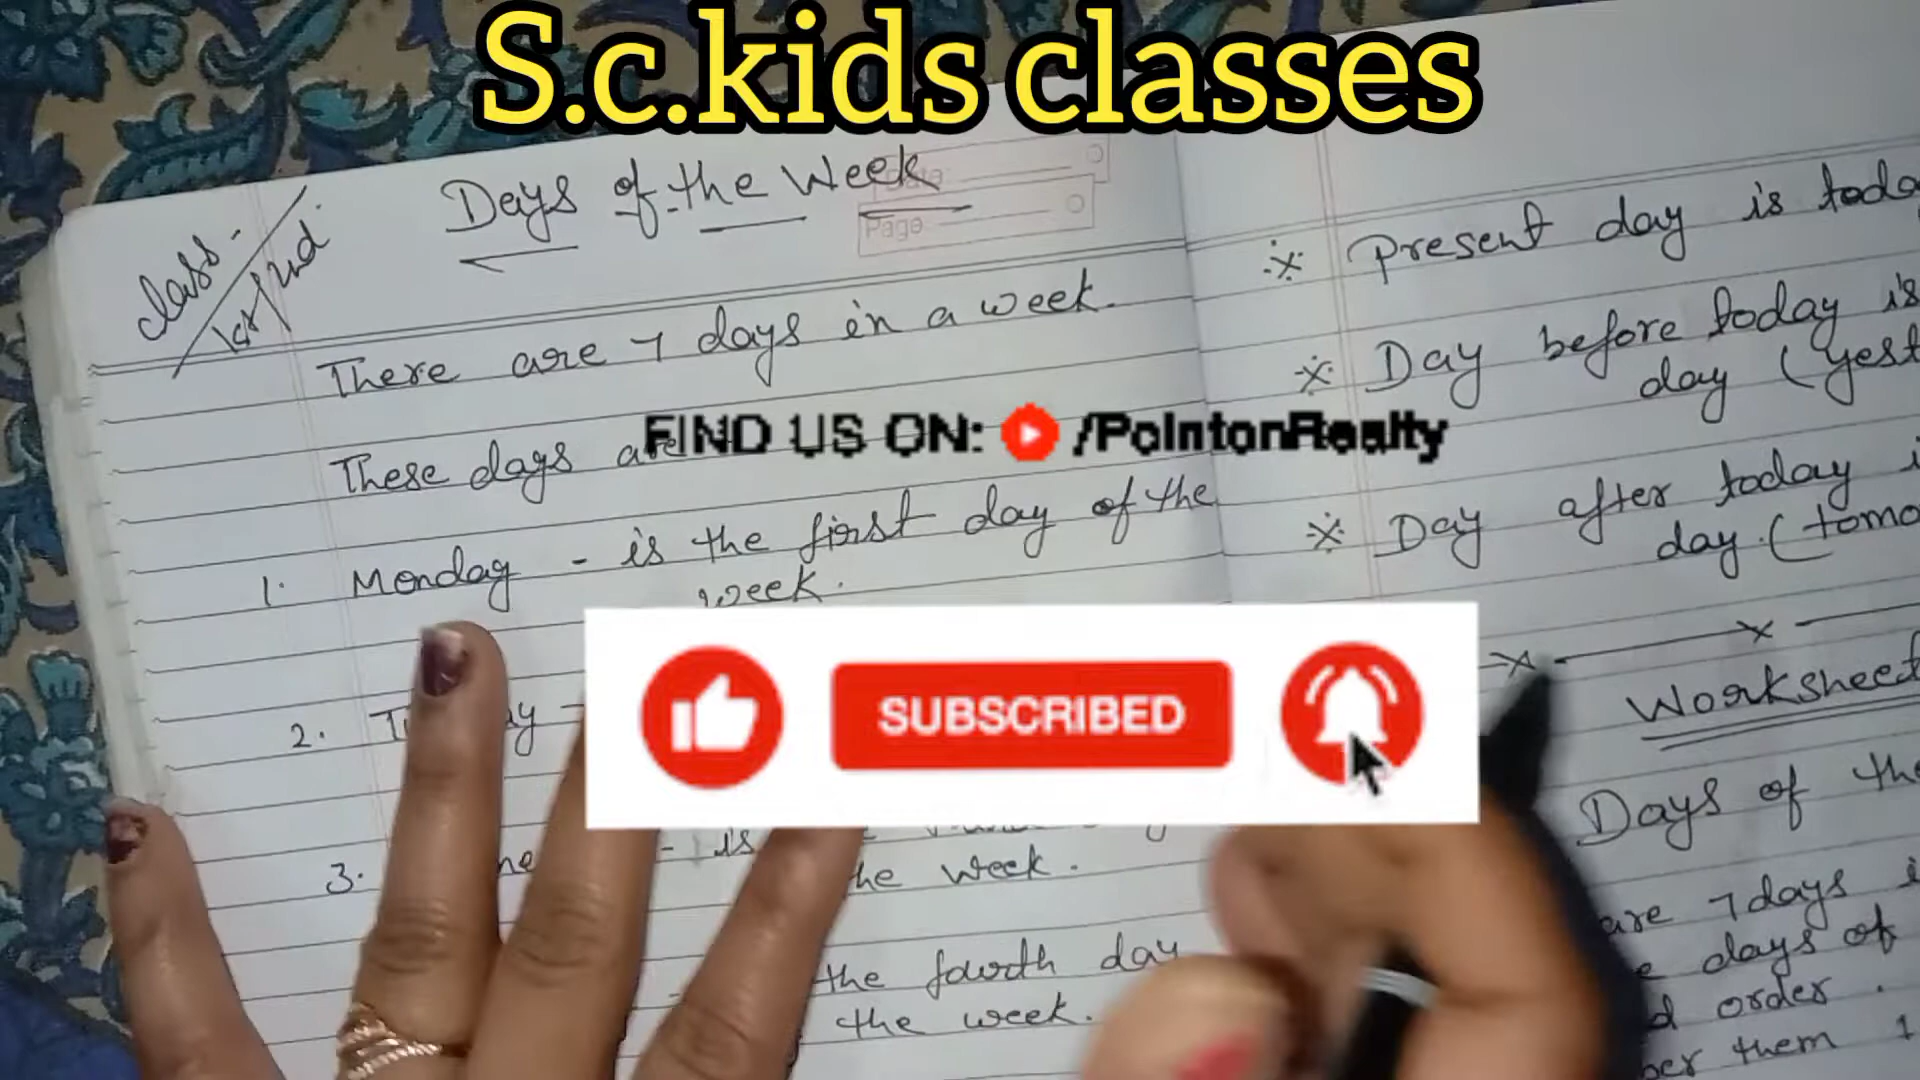 S.c.kids classes
Days of the Week
Date
Page
class-
1st/2nd
There are 7 days in a week.
These days are
FIND US ON: /PointonRealty
1. Monday - is the first day of the
week.
2.
SUBSCRIBED
3.
- is
the week.
the fourth day
the week.
Present day is
Day before today is
day
Day after today
day.
Worksheet
Days of the
are 7 days
days of
order.
them 1